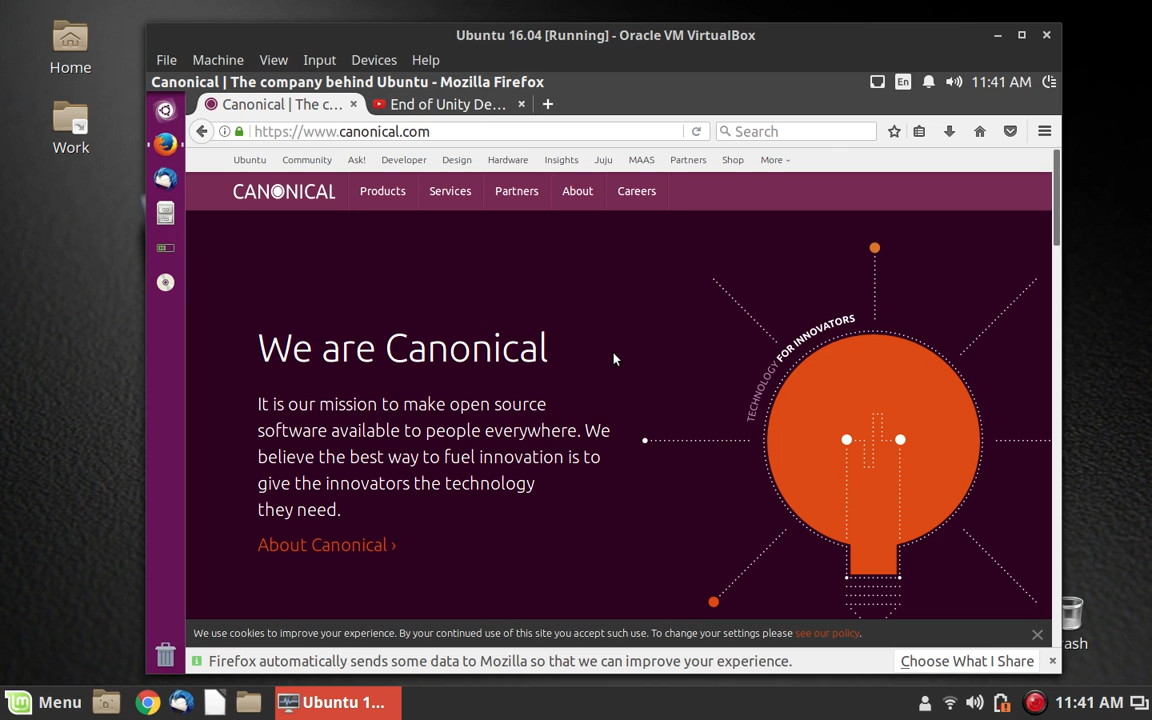 Home
Work
Ubuntu 16.04 [Running] - Oracle VM VirtualBox
File Machine View Input Devices Help
Canonical | The company behind Ubuntu - Mozilla Firefox
En 11:41 AM
Canonical | The c... × End of Unity De... × +
https://www.canonical.com
Search
Ubuntu Community Ask! Developer Design Hardware Insights Juju MAAS Partners Shop More
CANONICAL Products Services Partners About Careers
TECHNOLOGY FOR INNOVATORS
We are Canonical
It is our mission to make open source
software available to people everywhere. We
believe the best way to fuel innovation is to
give the innovators the technology
they need.
About Canonical ›
We use cookies to improve your experience. By your continued use of this site you accept such use. To change your settings please see our policy.
Firefox automatically sends some data to Mozilla so that we can improve your experience. Choose What I Share ×
ash
Menu Ubuntu 1... 11:41 AM